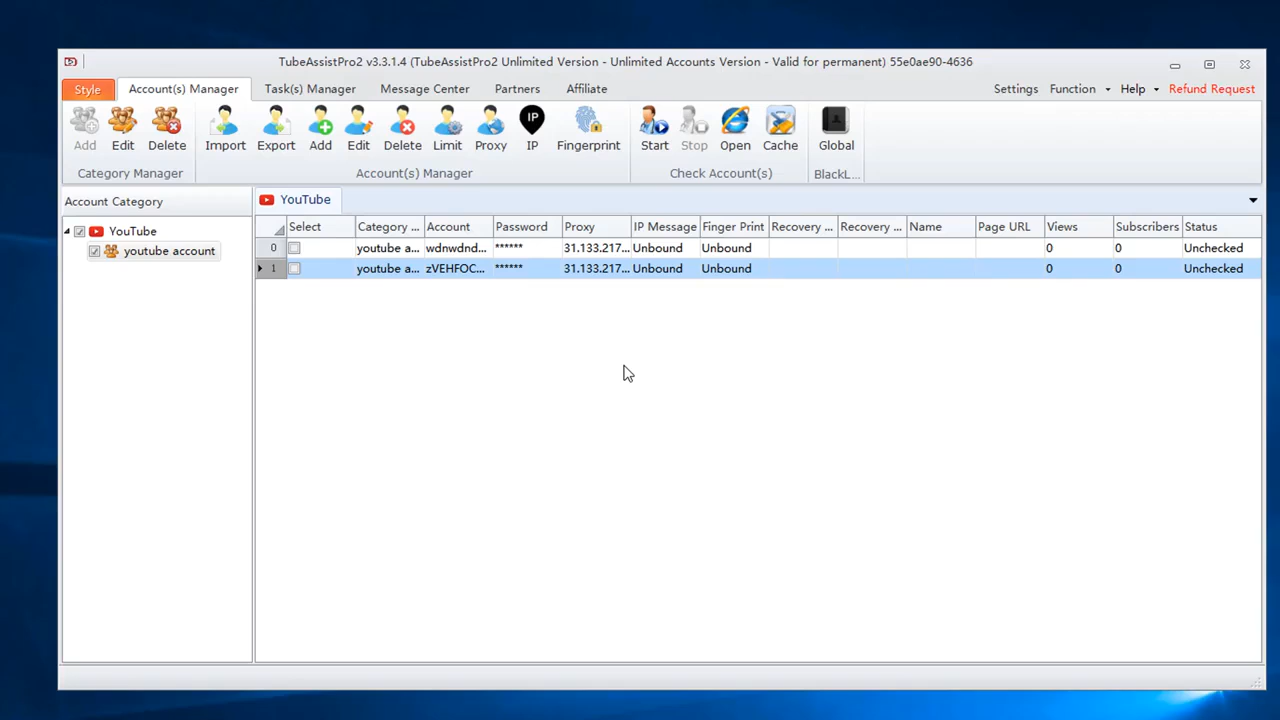 TubeAssistPro2 v3.3.1.4 (TubeAssistPro2 Unlimited Version - Unlimited Accounts Version - Valid for permanent) 55e0ae90-4636
Style Account(s) Manager Task(s) Manager Message Center Partners Affiliate Settings Function Help Refund Request
IP
Add Edit Delete Import Export Add Edit Delete Limit Proxy IP Fingerprint Start Stop Open Cache Global
Category Manager Account(s) Manager Check Account(s) BlackL...
Account Category YouTube
Select Category ... Account Password Proxy IP Message Finger Print Recovery ... Recovery ... Name Page URL Views Subscribers Status
YouTube
0 youtube a... wdnwdnd... ****** 31.133.217... Unbound Unbound 0 0 Unchecked
youtube account
1 youtube a... zVEHFOC... ****** 31.133.217... Unbound Unbound 0 0 Unchecked